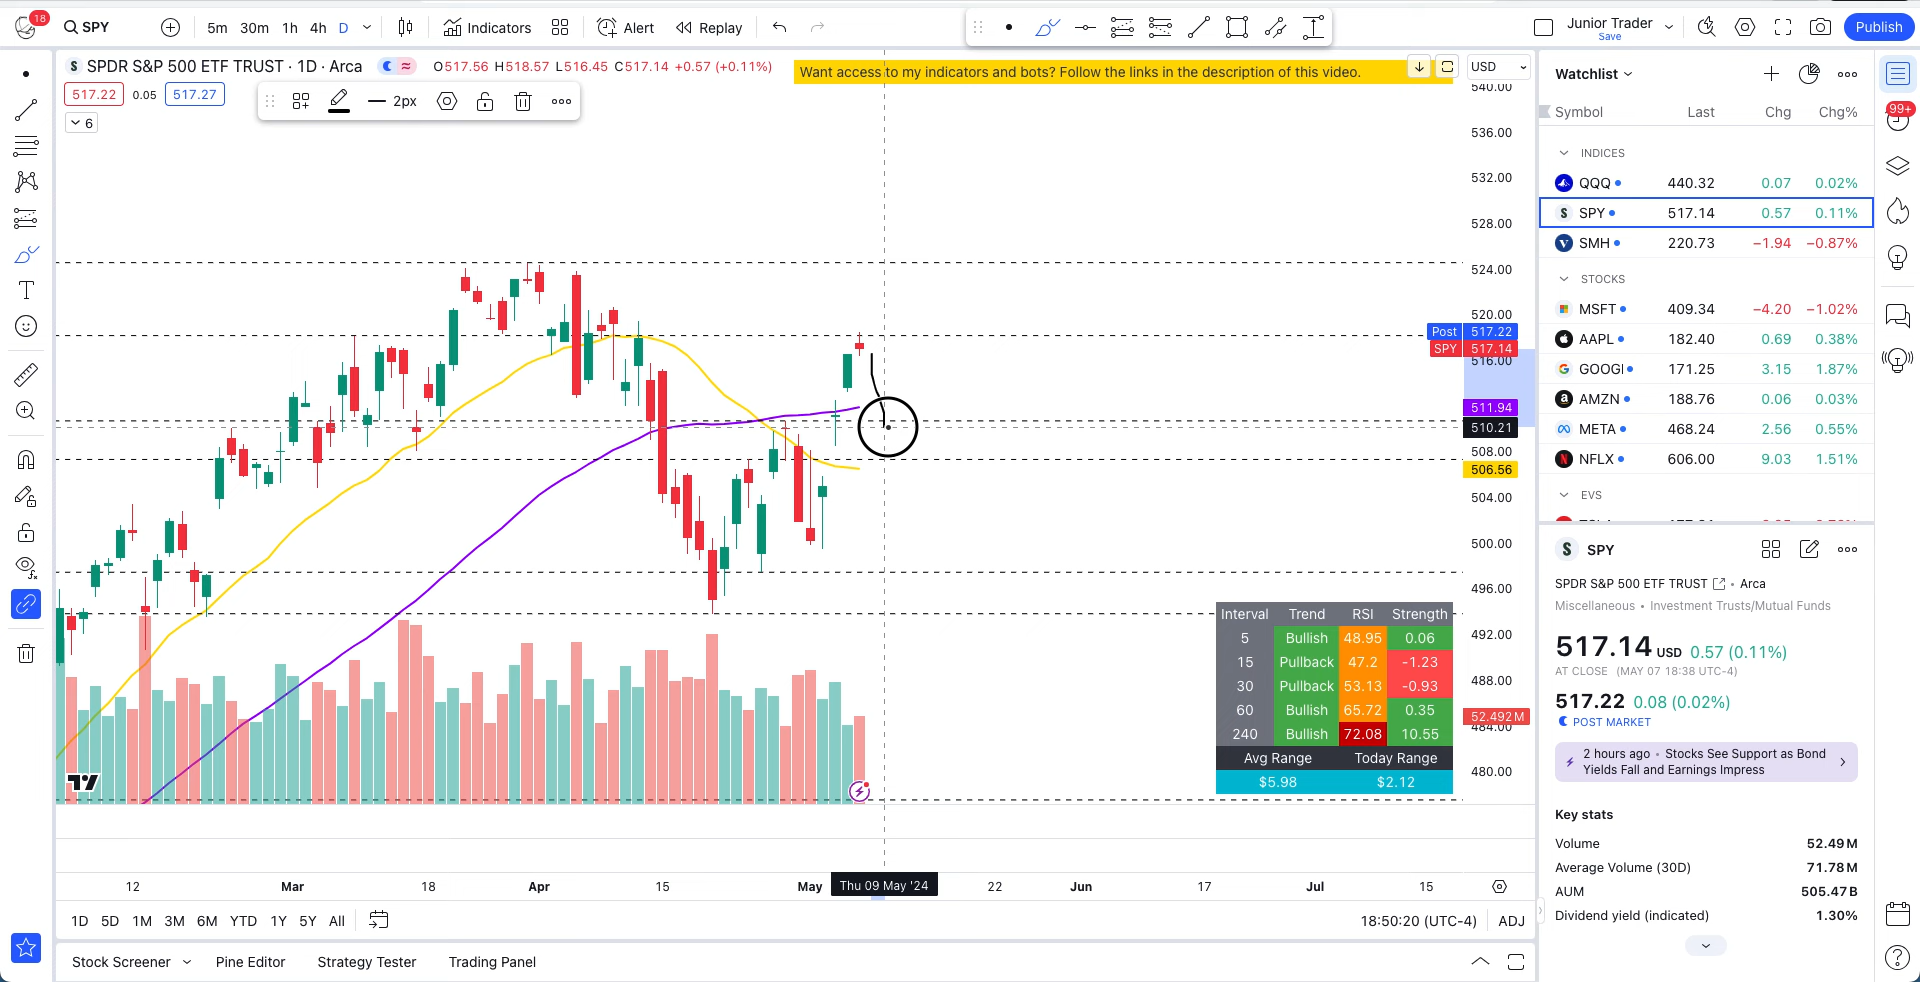 18
SPY
5m 30m 1h 4h D
Indicators
Alert
Replay
Junior Trader
Save
Publish
S SPDR S&P 500 ETF TRUST · 1D · Arca
O517.56 H518.57 L516.45 C517.14 +0.57 (+0.11%)
517.22 0.05 517.27
2px
6
Want access to my indicators and bots? Follow the links in the description of this video.
USD
540.00
536.00
532.00
528.00
524.00
520.00
Post 517.22
SPY 517.14
516.00
511.94
510.21
508.00
506.56
504.00
500.00
496.00
492.00
488.00
52.492M
484.00
480.00
Interval Trend RSI Strength
5 Bullish 48.95 0.06
15 Pullback 47.2 -1.23
30 Pullback 53.13 -0.93
60 Bullish 65.72 0.35
240 Bullish 72.08 10.55
Avg Range Today Range
$5.98 $2.12
12 Mar 18 Apr 15 May Thu 09 May '24 22 Jun 17 Jul 15
1D 5D 1M 3M 6M YTD 1Y 5Y All
18:50:20 (UTC-4) ADJ
Stock Screener Pine Editor Strategy Tester Trading Panel
Watchlist
Symbol Last Chg Chg%
INDICES
QQQ 440.32 0.07 0.02%
S SPY 517.14 0.57 0.11%
V SMH 220.73 −1.94 −0.87%
STOCKS
MSFT 409.34 −4.20 −1.02%
AAPL 182.40 0.69 0.38%
G GOOGL 171.25 3.15 1.87%
a AMZN 188.76 0.06 0.03%
META 468.24 2.56 0.55%
N NFLX 606.00 9.03 1.51%
EVS
S SPY
SPDR S&P 500 ETF TRUST • Arca
Miscellaneous • Investment Trusts/Mutual Funds
517.14 USD 0.57 (0.11%)
AT CLOSE (MAY 07 18:38 UTC-4)
517.22 0.08 (0.02%)
POST MARKET
2 hours ago • Stocks See Support as Bond
Yields Fall and Earnings Impress
Key stats
Volume 52.49M
Average Volume (30D) 71.78M
AUM 505.47B
Dividend yield (indicated) 1.30%
99+